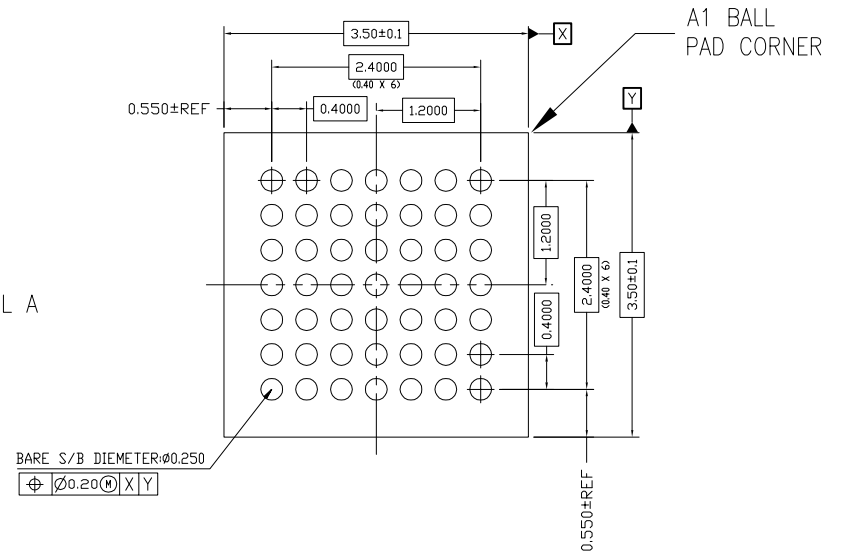 A1 BALL
PAD CORNER
3.50±0.1
X
2.4000
(0.40 X 6)
0.550±REF
0.4000
1.2000
Y
1.2000
2.4000
(0.40 X 6)
3.50±0.1
0.4000
L A
BARE S/B DIEMETER:Ø0.250
⌖ Ø0.20Ⓜ X Y
0.550±REF